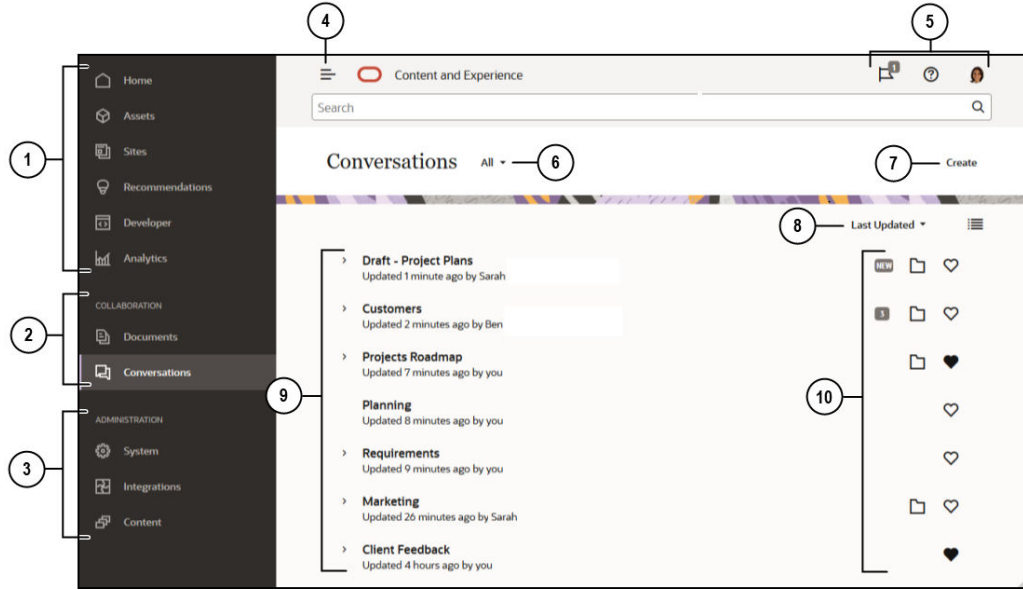 4
5
1
Home
Content and Experience
1
Assets
Search
Sites
Conversations
All
6
7
Create
Recommendations
Developer
8
Last Updated
Analytics
Draft - Project Plans
Updated 1 minute ago by Sarah
NEW
2
COLLABORATION
Documents
Conversations
Customers
Updated 2 minutes ago by Ben
3
Projects Roadmap
Updated 7 minutes ago by you
9
10
Planning
Updated 8 minutes ago by you
3
ADMINISTRATION
System
Integrations
Content
Requirements
Updated 9 minutes ago by you
Marketing
Updated 26 minutes ago by Sarah
Client Feedback
Updated 4 hours ago by you